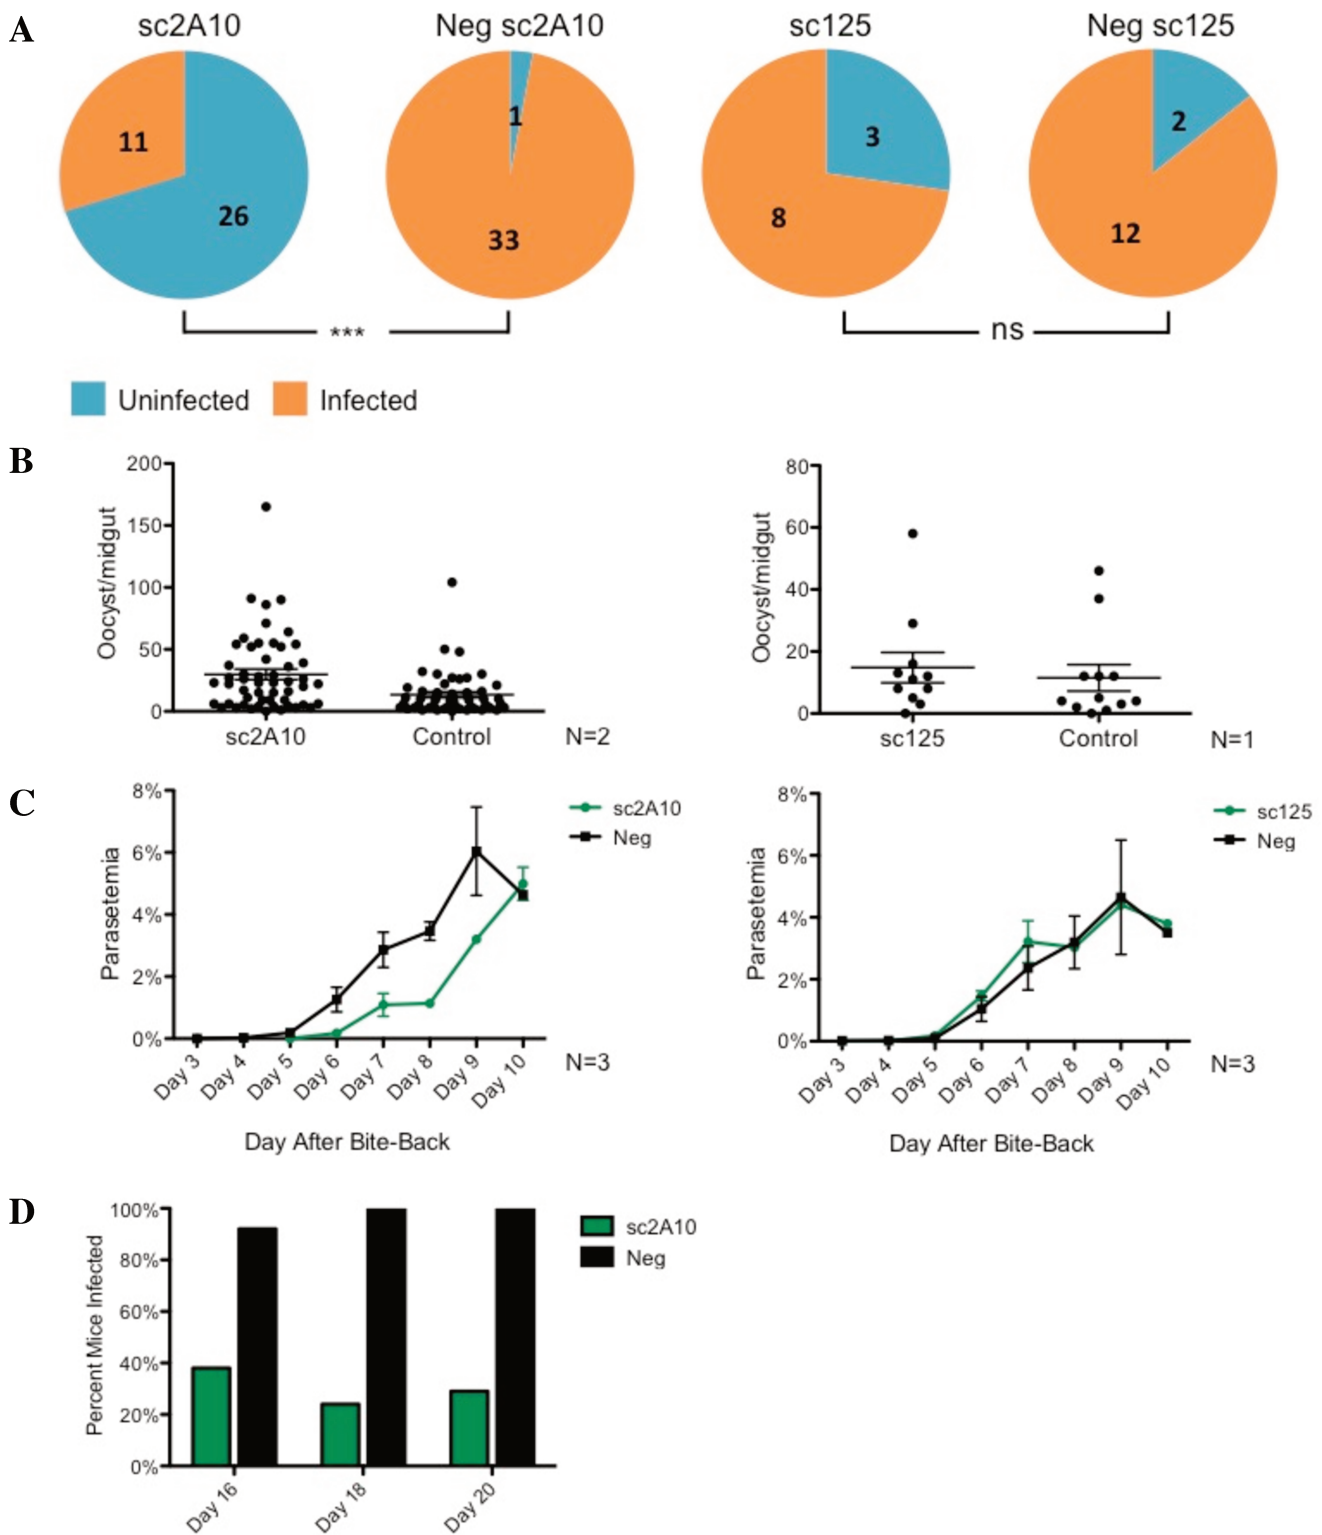 A
sc2A10
Neg sc2A10
sc125
Neg sc125
11
26
1
33
3
8
2
12
***
ns
Uninfected
Infected
B
Oocyst/midgut
200
150
100
50
0
sc2A10
Control
N=2
Oocyst/midgut
80
60
40
20
0
sc125
Control
N=1
C
Parasetemia
8%
6%
4%
2%
0%
Day 3
Day 4
Day 5
Day 6
Day 7
Day 8
Day 9
Day 10
Day After Bite-Back
sc2A10
Neg
N=3
Parasetemia
8%
6%
4%
2%
0%
Day 3
Day 4
Day 5
Day 6
Day 7
Day 8
Day 9
Day 10
Day After Bite-Back
sc125
Neg
N=3
D
Percent Mice Infected
100%
80%
60%
40%
20%
0%
Day 16
Day 18
Day 20
sc2A10
Neg